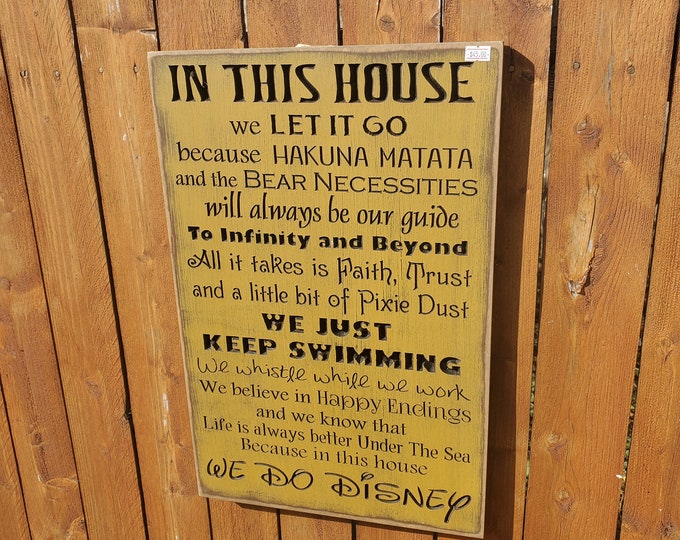 $45.00
IN THIS HOUSE
we LET IT GO
because HAKUNA MATATA
and the BEAR NECESSITIES
will always be our guide
To Infinity and Beyond
All it takes is Faith, Trust
and a little bit of Pixie Dust
WE JUST
KEEP SWIMMING
We whistle while we work
We believe in Happy Endings
and we know that
Life is always better Under The Sea
Because in this house
WE DO DISNEY